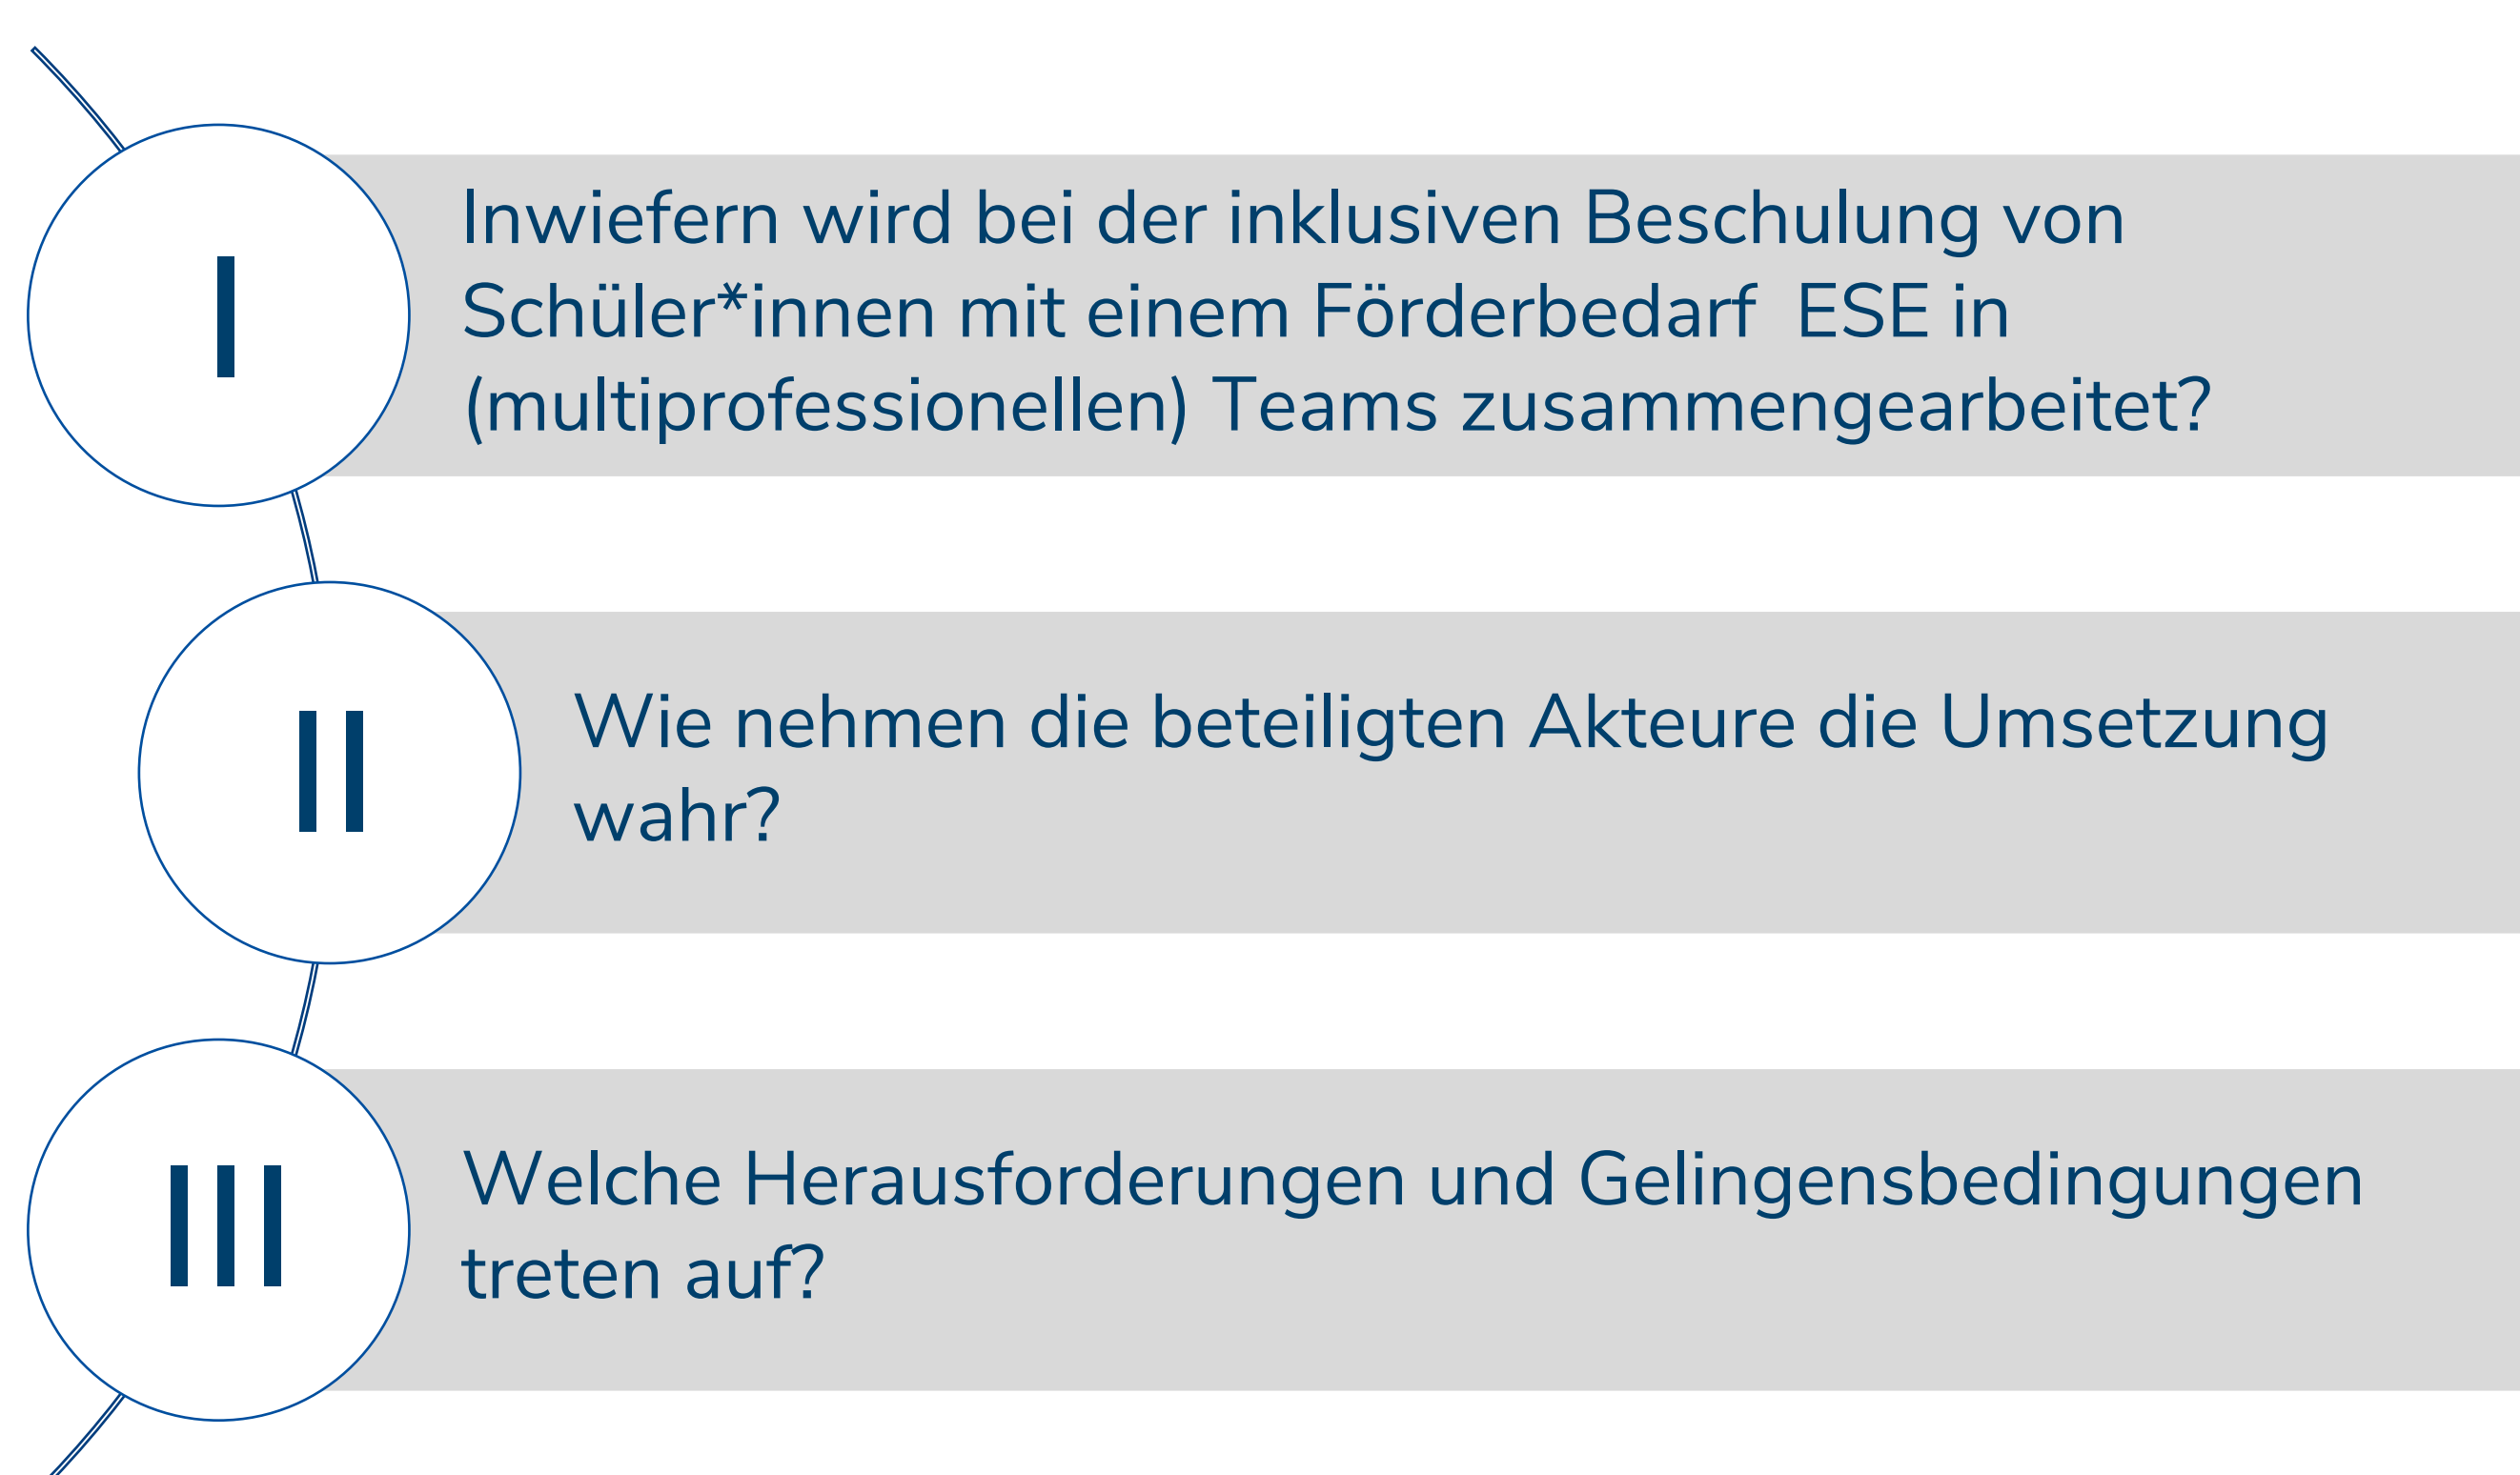 I
Inwiefern wird bei der inklusiven Beschulung von
Schüler*innen mit einem Förderbedarf  ESE in
(multiprofessionellen) Teams zusammengearbeitet?
II
Wie nehmen die beteiligten Akteure die Umsetzung
wahr?
III
Welche Herausforderungen und Gelingensbedingungen
treten auf?